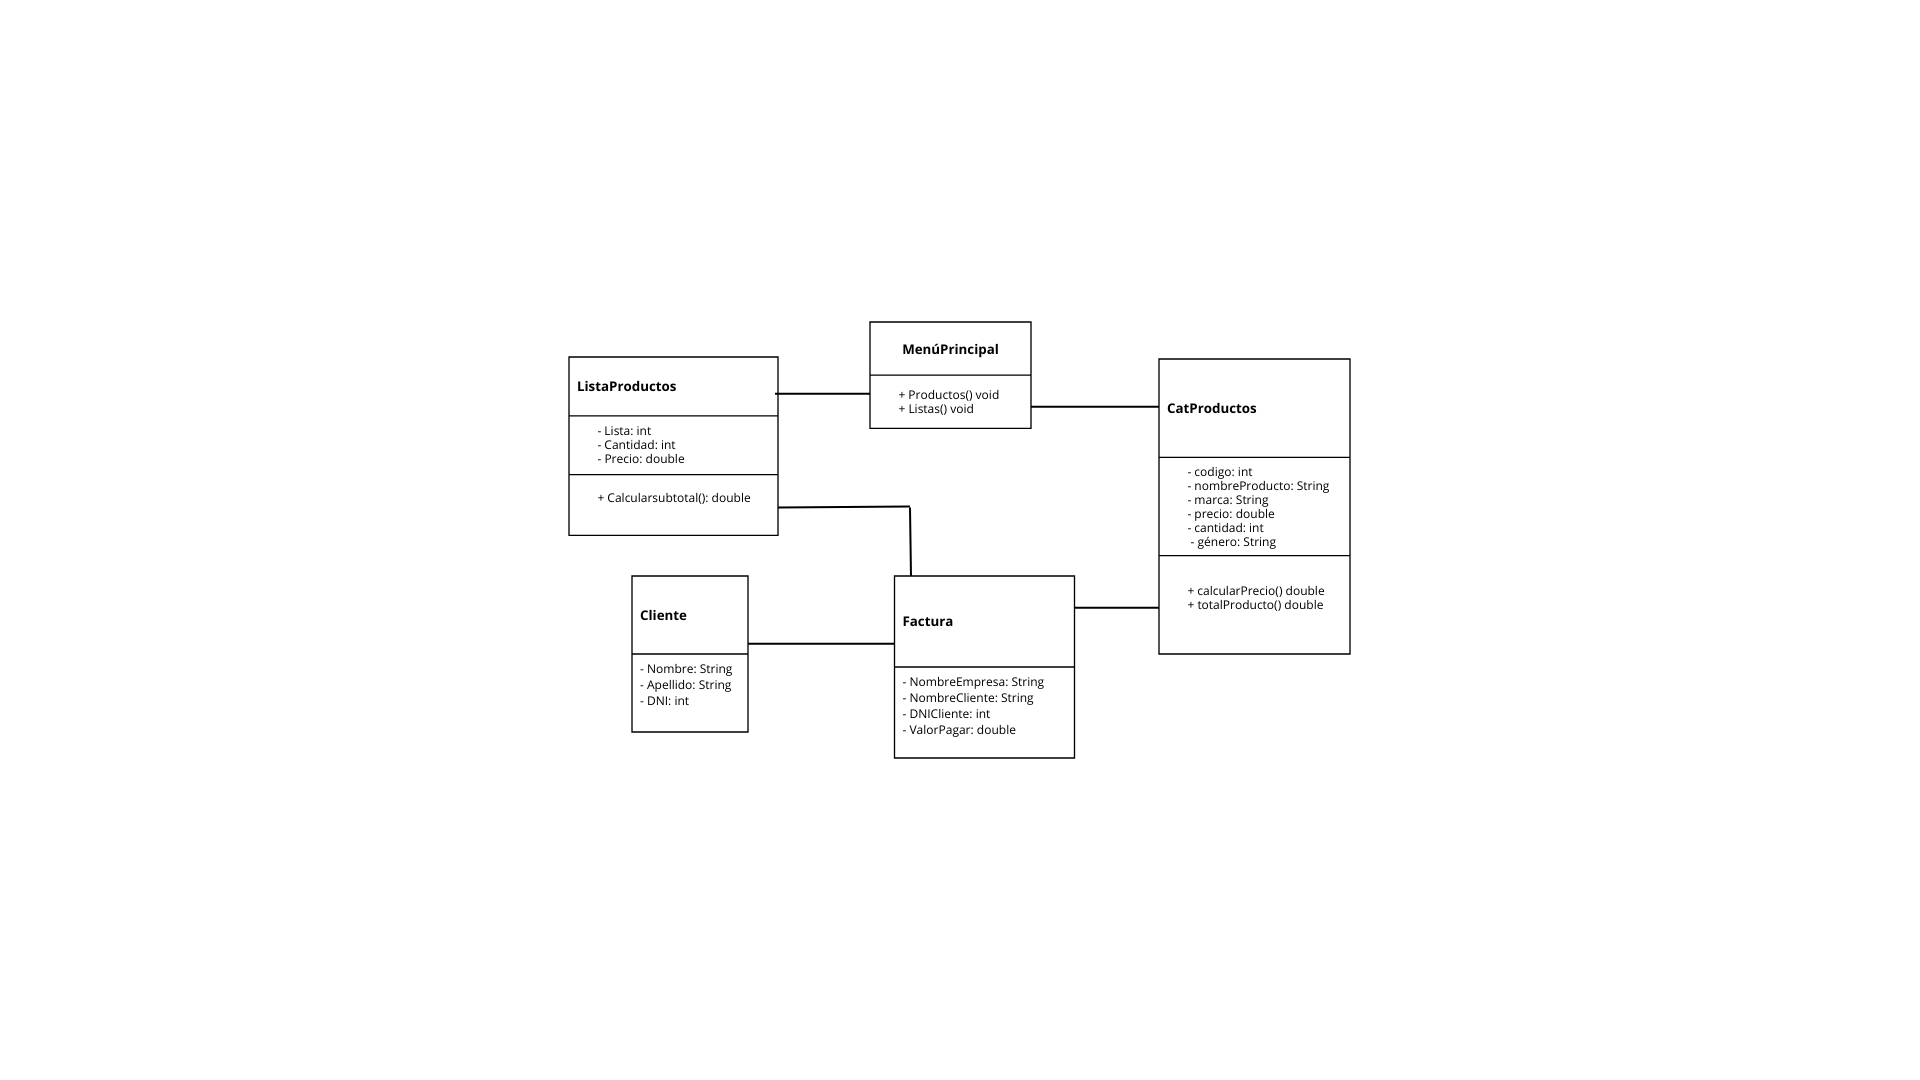 MenúPrincipal
+ Productos() void
+ Listas() void
ListaProductos
- Lista: int
- Cantidad: int
- Precio: double
+ Calcularsubtotal(): double
CatProductos
- codigo: int
- nombreProducto: String
- marca: String
- precio: double
- cantidad: int
- género: String
+ calcularPrecio() double
+ totalProducto() double
Cliente
- Nombre: String
- Apellido: String
- DNI: int
Factura
- NombreEmpresa: String
- NombreCliente: String
- DNICliente: int
- ValorPagar: double